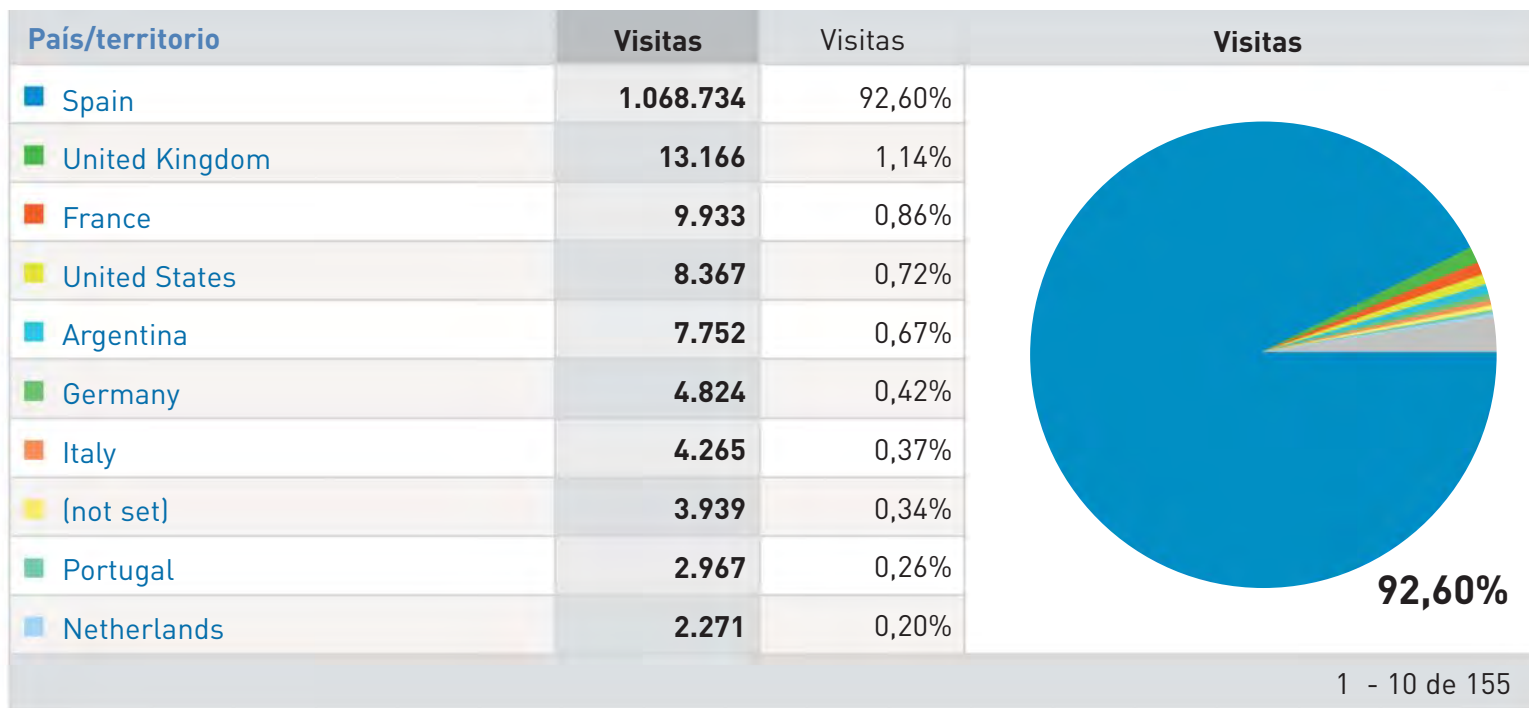 País/territorio Visitas Visitas Visitas
Spain 1.068.734 92,60%
United Kingdom 13.166 1,14%
France 9.933 0,86%
United States 8.367 0,72%
Argentina 7.752 0,67%
Germany 4.824 0,42%
Italy 4.265 0,37%
(not set) 3.939 0,34%
Portugal 2.967 0,26%
92,60%
Netherlands 2.271 0,20%
1 - 10 de 155